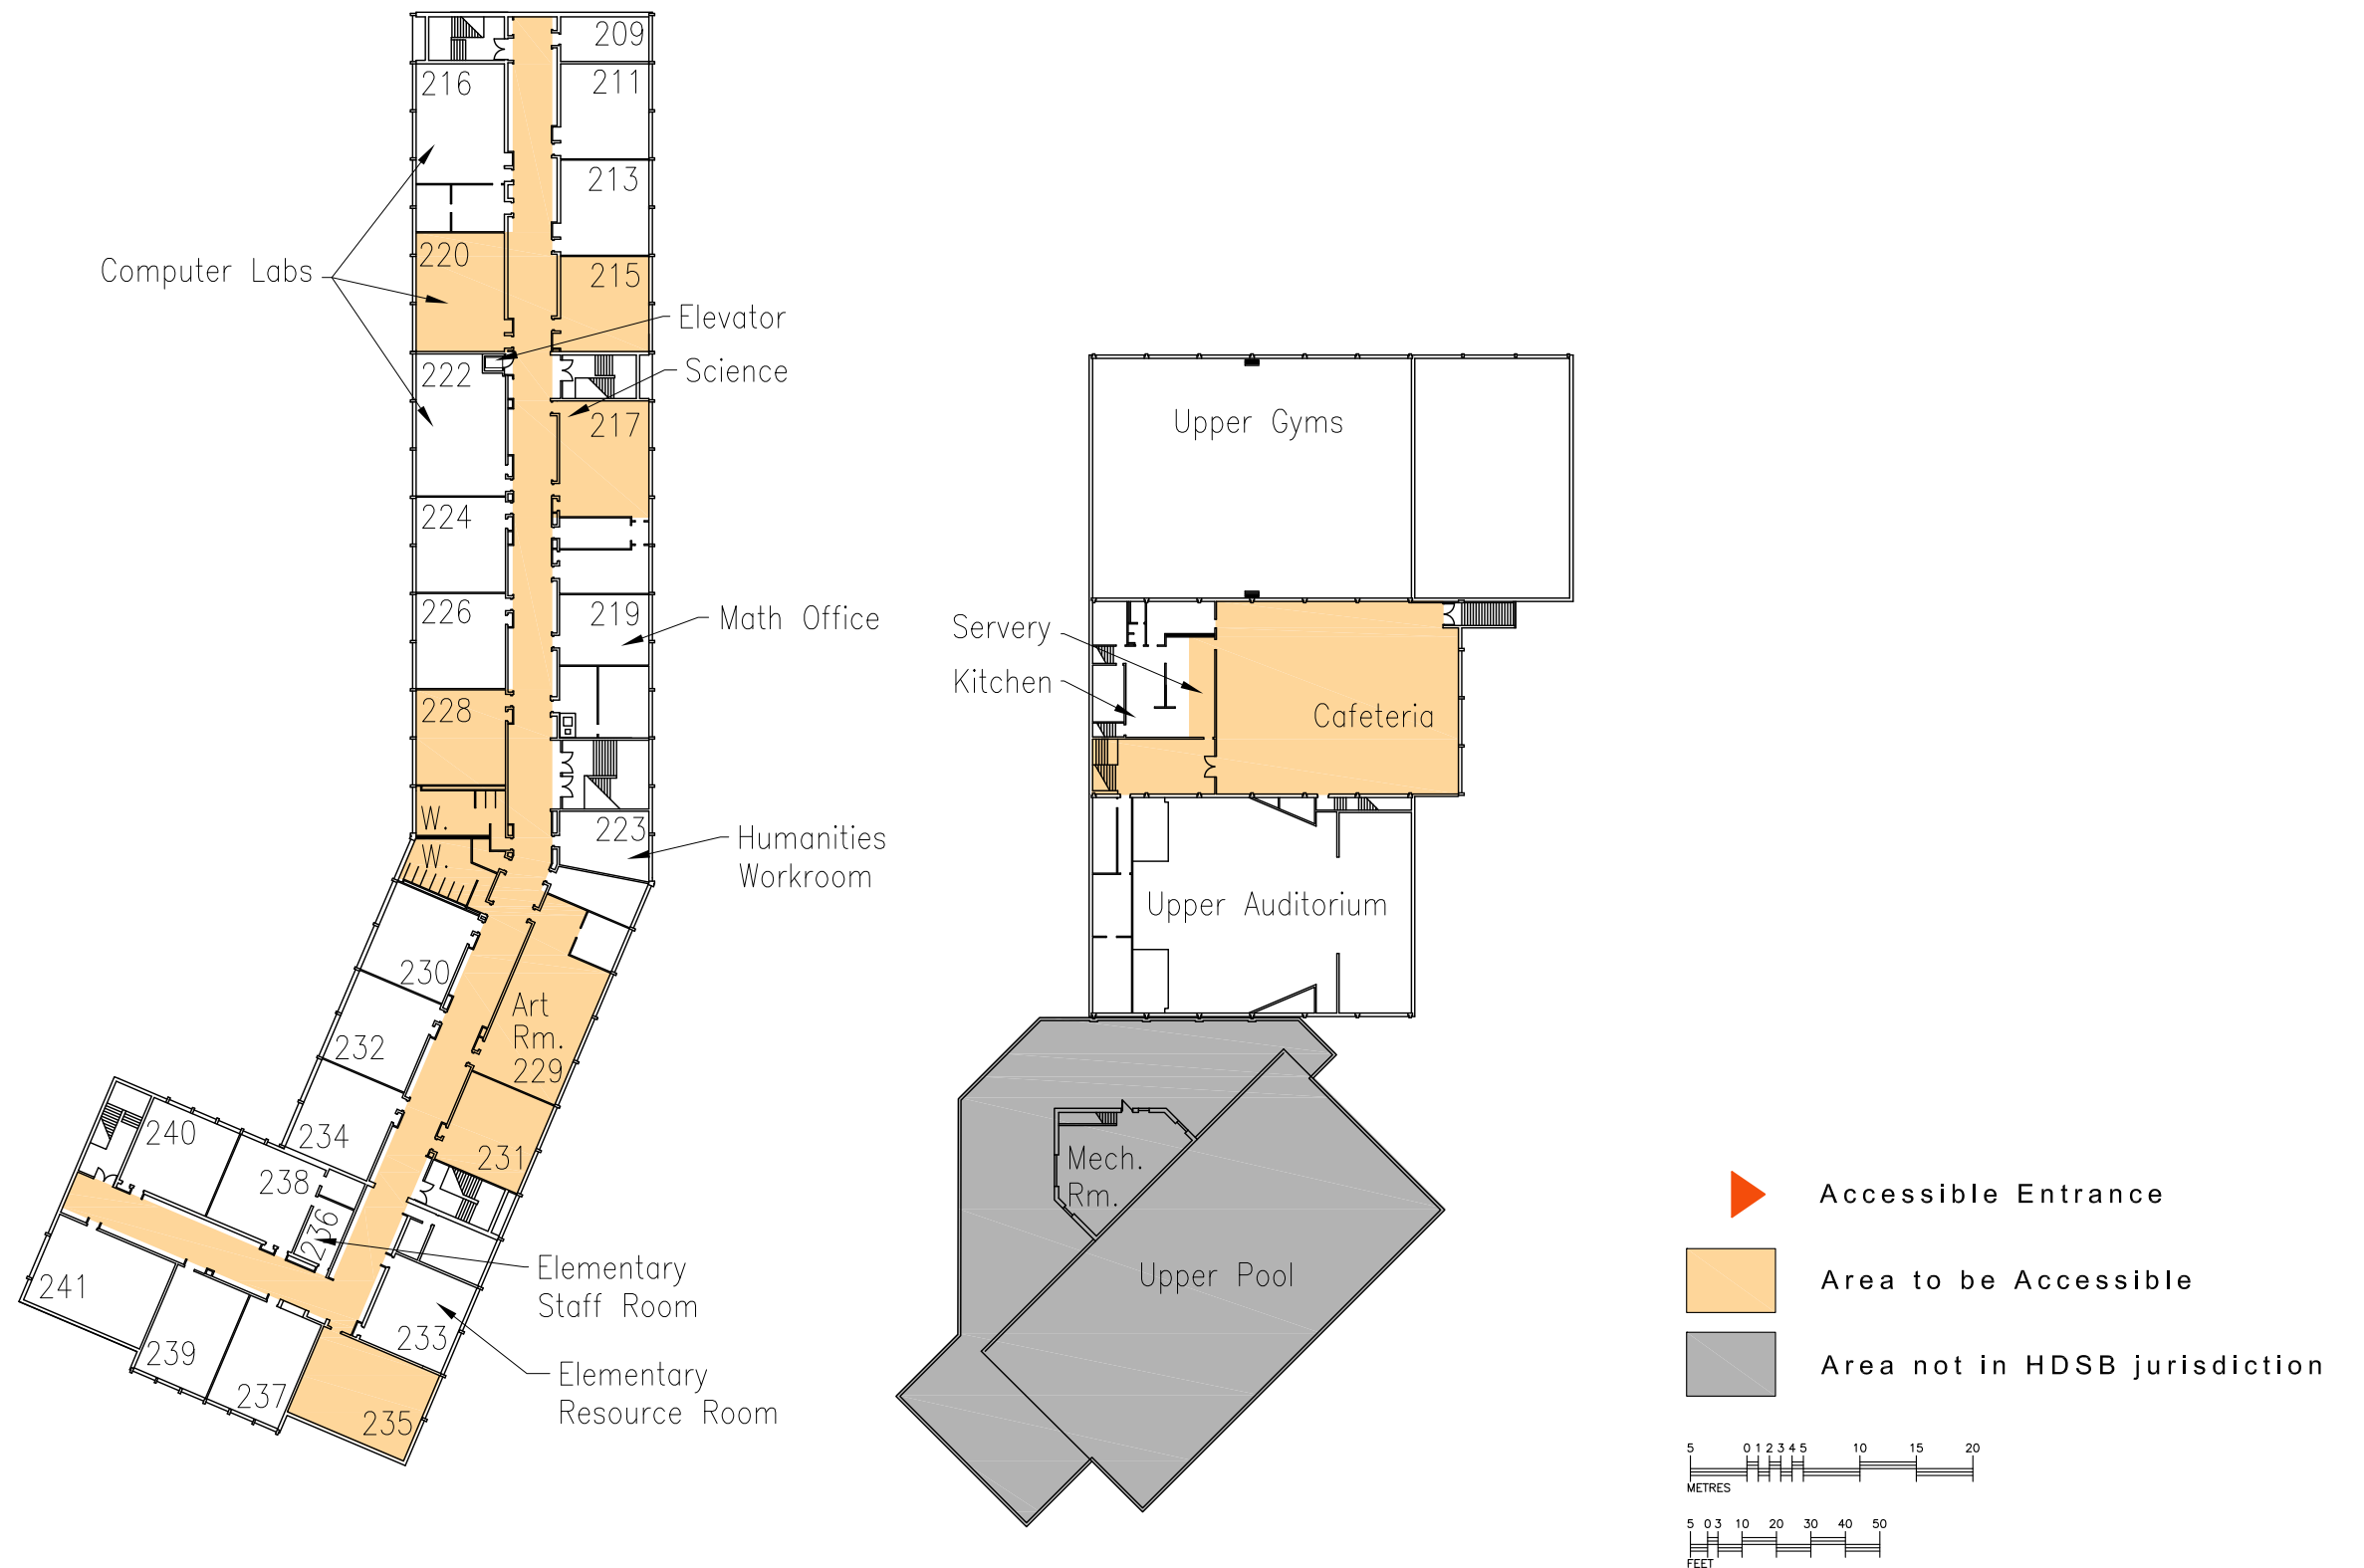 209
216
211
213
220
Computer Labs
215
Elevator
222
Science
217
224
226
219
Math Office
228
W.
223
Humanities
Workroom
W.
230
Art
Rm.
229
232
234
231
240
238
236
Elementary
Staff Room
241
239
237
233
235
Elementary
Resource Room
Upper Gyms
Servery
Kitchen
Cafeteria
Upper Auditorium
Mech.
Rm.
Upper Pool
Accessible Entrance
Area to be Accessible
Area not in HDSB jurisdiction
5 0 1 2 3 4 5 10 15 20
METRES
5 0 3 10 20 30 40 50
FEET